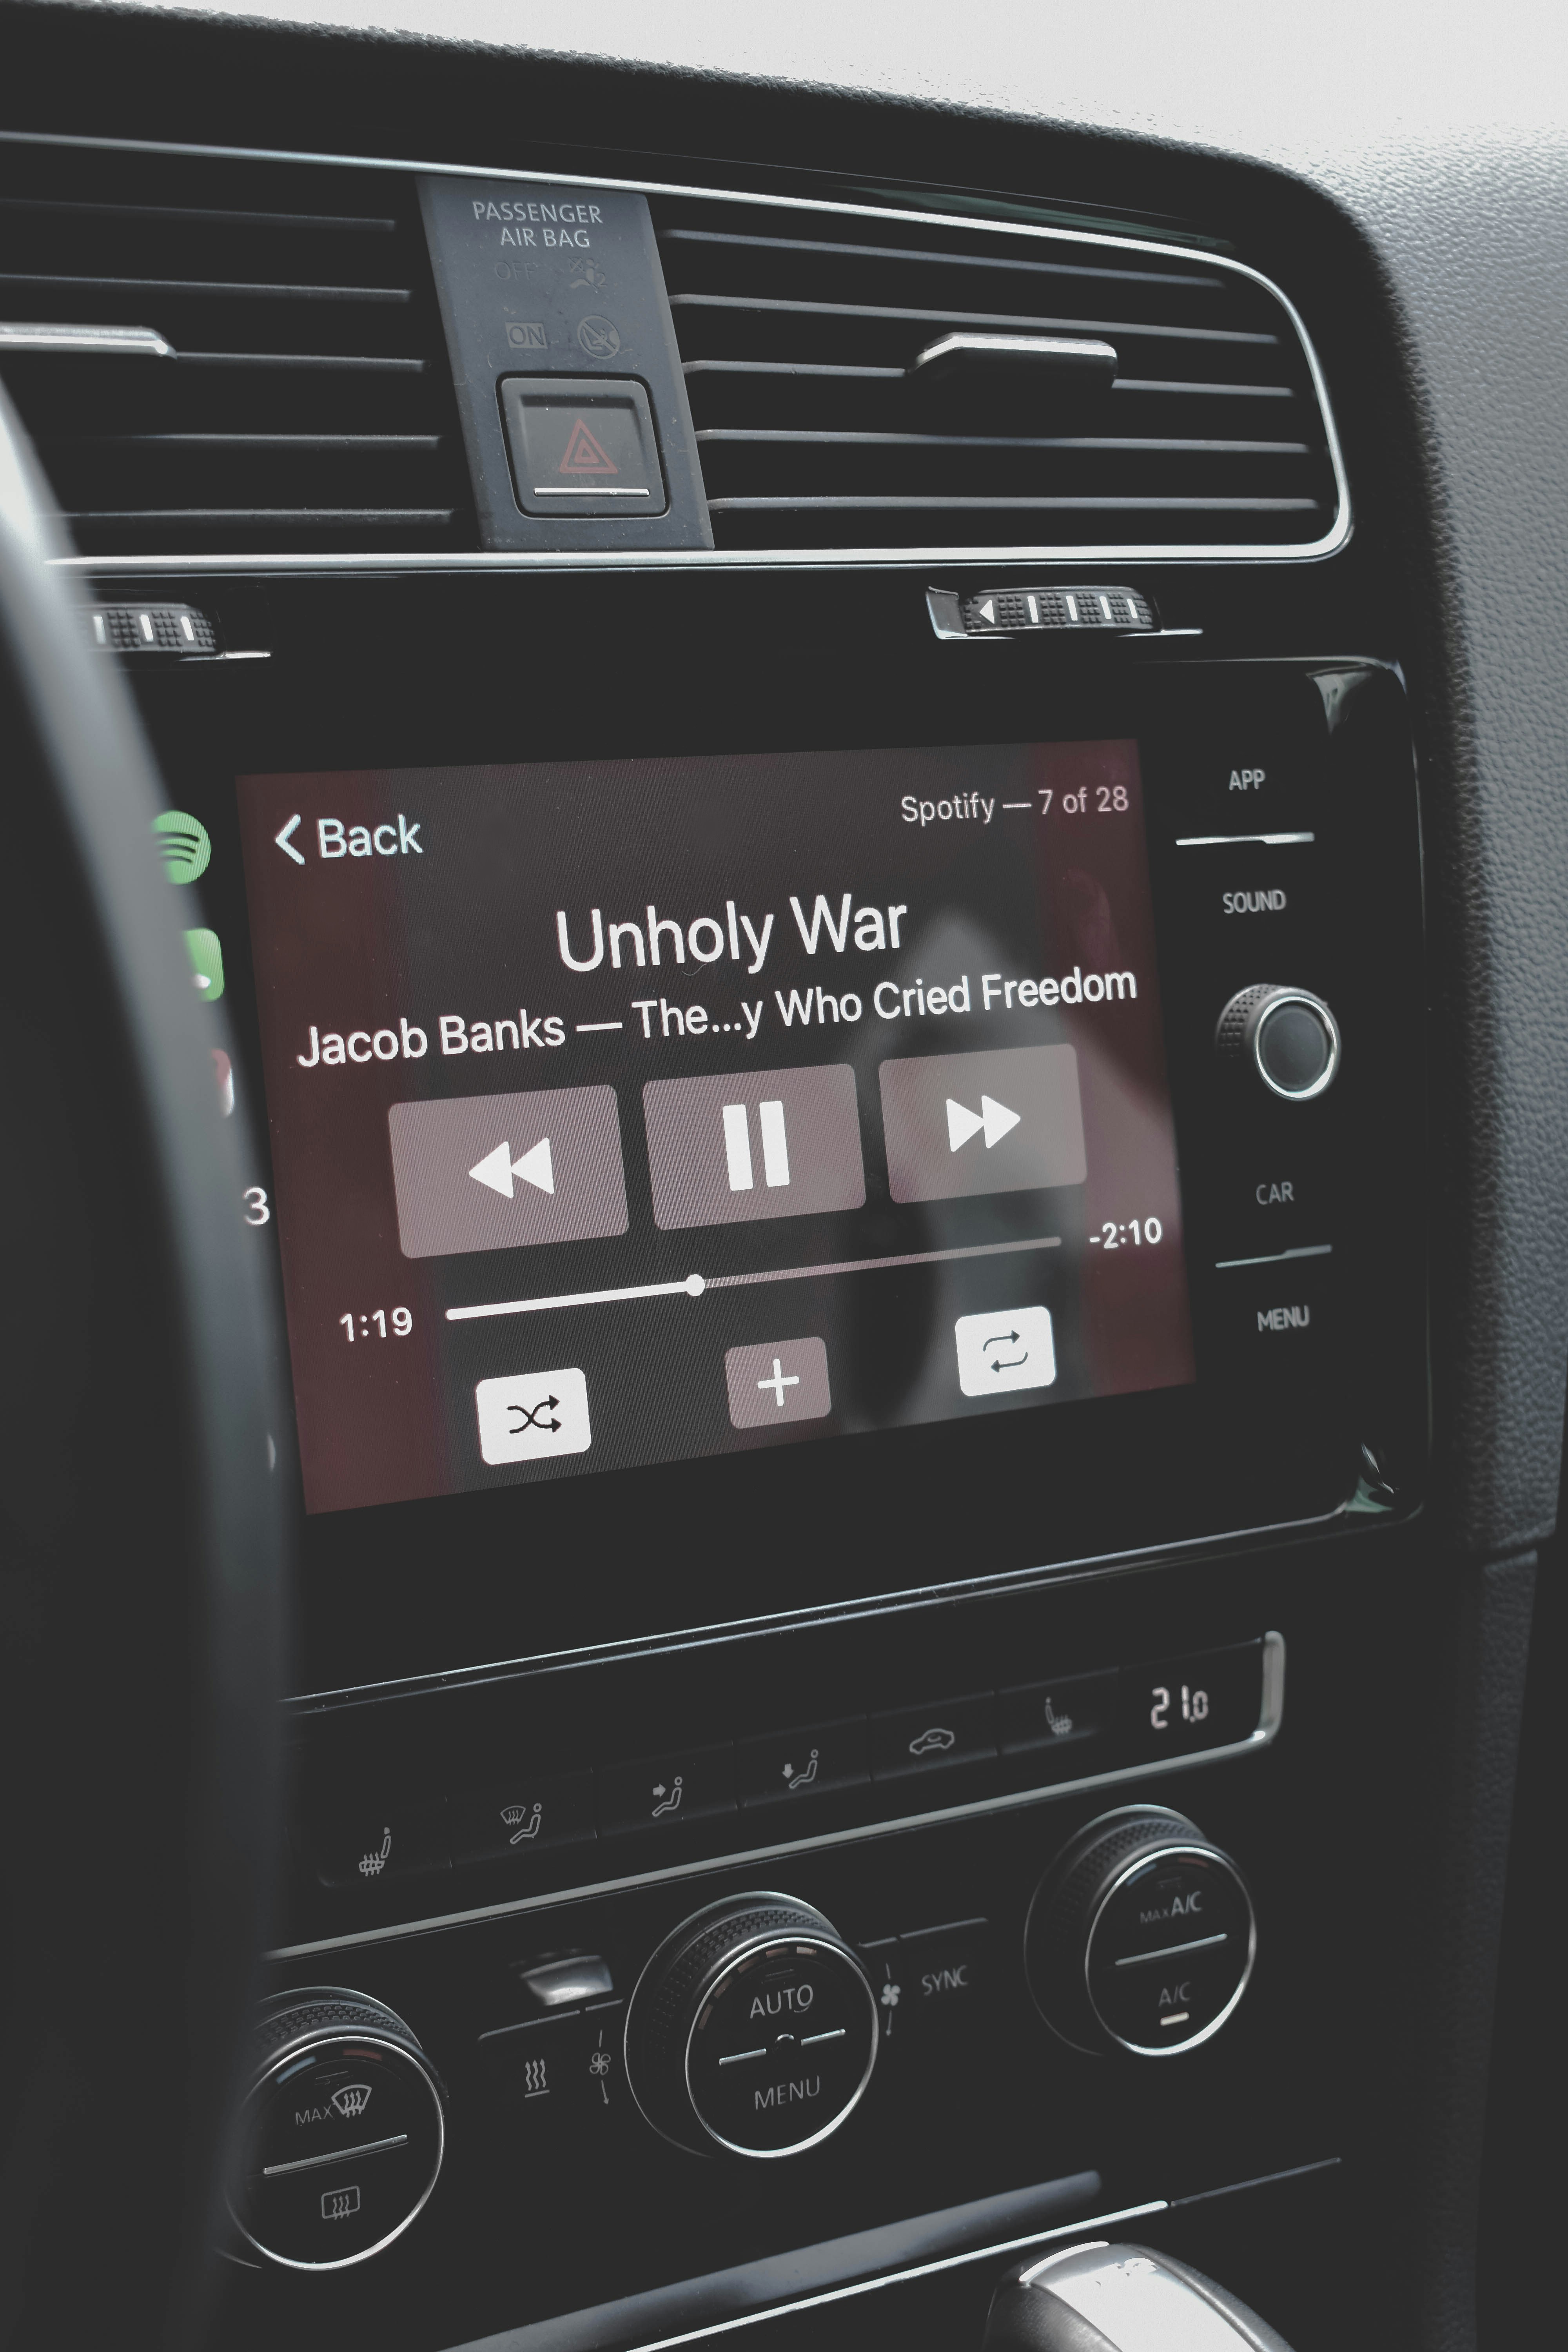 PASSENGER
AIR BAG
OFF
ON
Back
Spotify — 7 of 28
Unholy War
Jacob Banks — The...y Who Cried Freedom
3
1:19
-2:10
APP
SOUND
CAR
MENU
21.0
MAX A/C
A/C
AUTO
SYNC
MENU
MAX